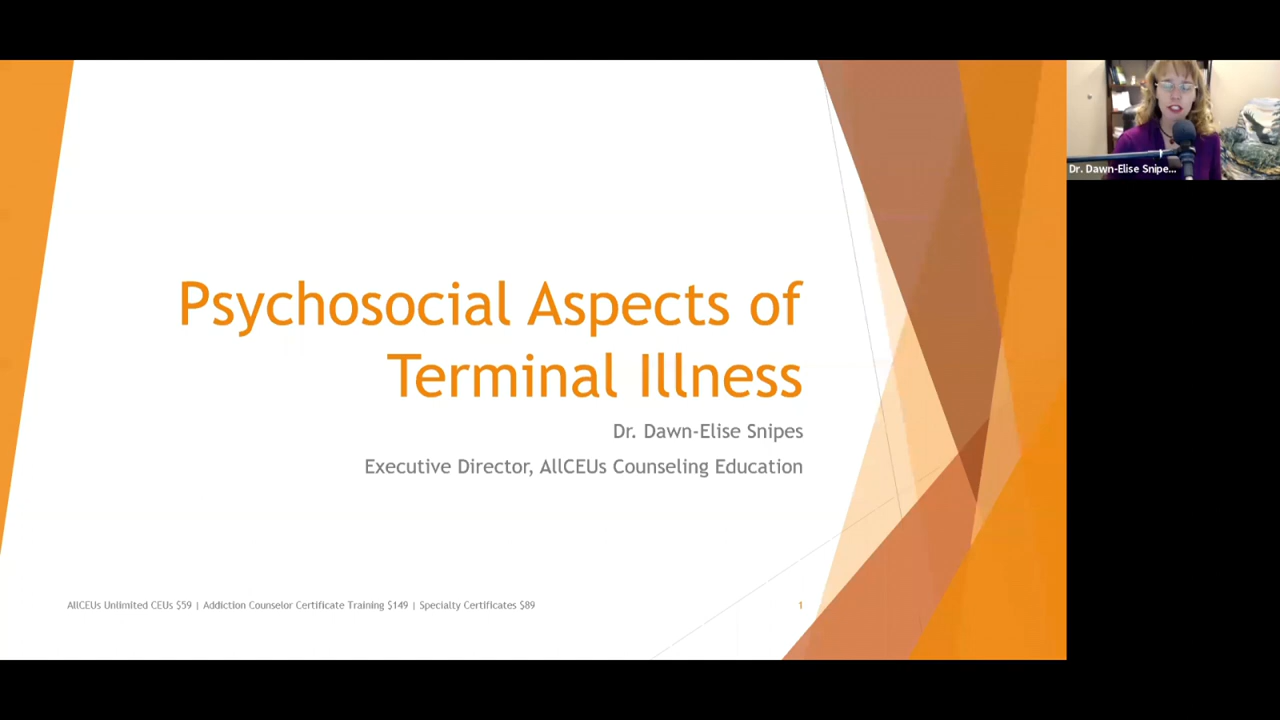 Psychosocial Aspects of
Terminal Illness
Dr. Dawn-Elise Snipes
Executive Director, AllCEUs Counseling Education
AllCEUs Unlimited CEUs $59 | Addiction Counselor Certificate Training $149 | Specialty Certificates $89
1
Dr. Dawn-Elise Snipe...